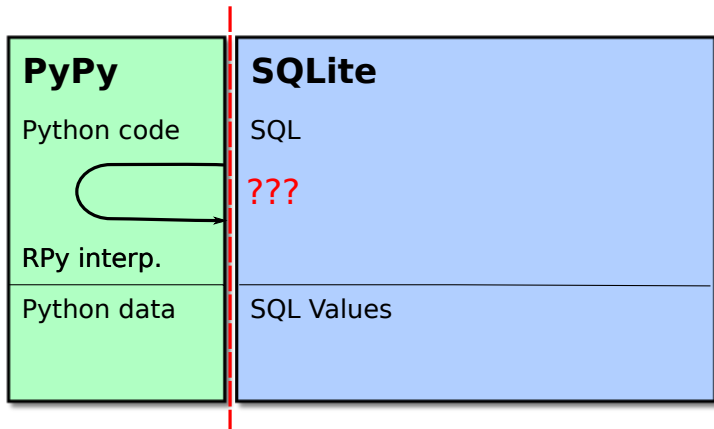 PyPy
Python code
RPy interp.
Python data
SQLite
SQL
???
SQL Values